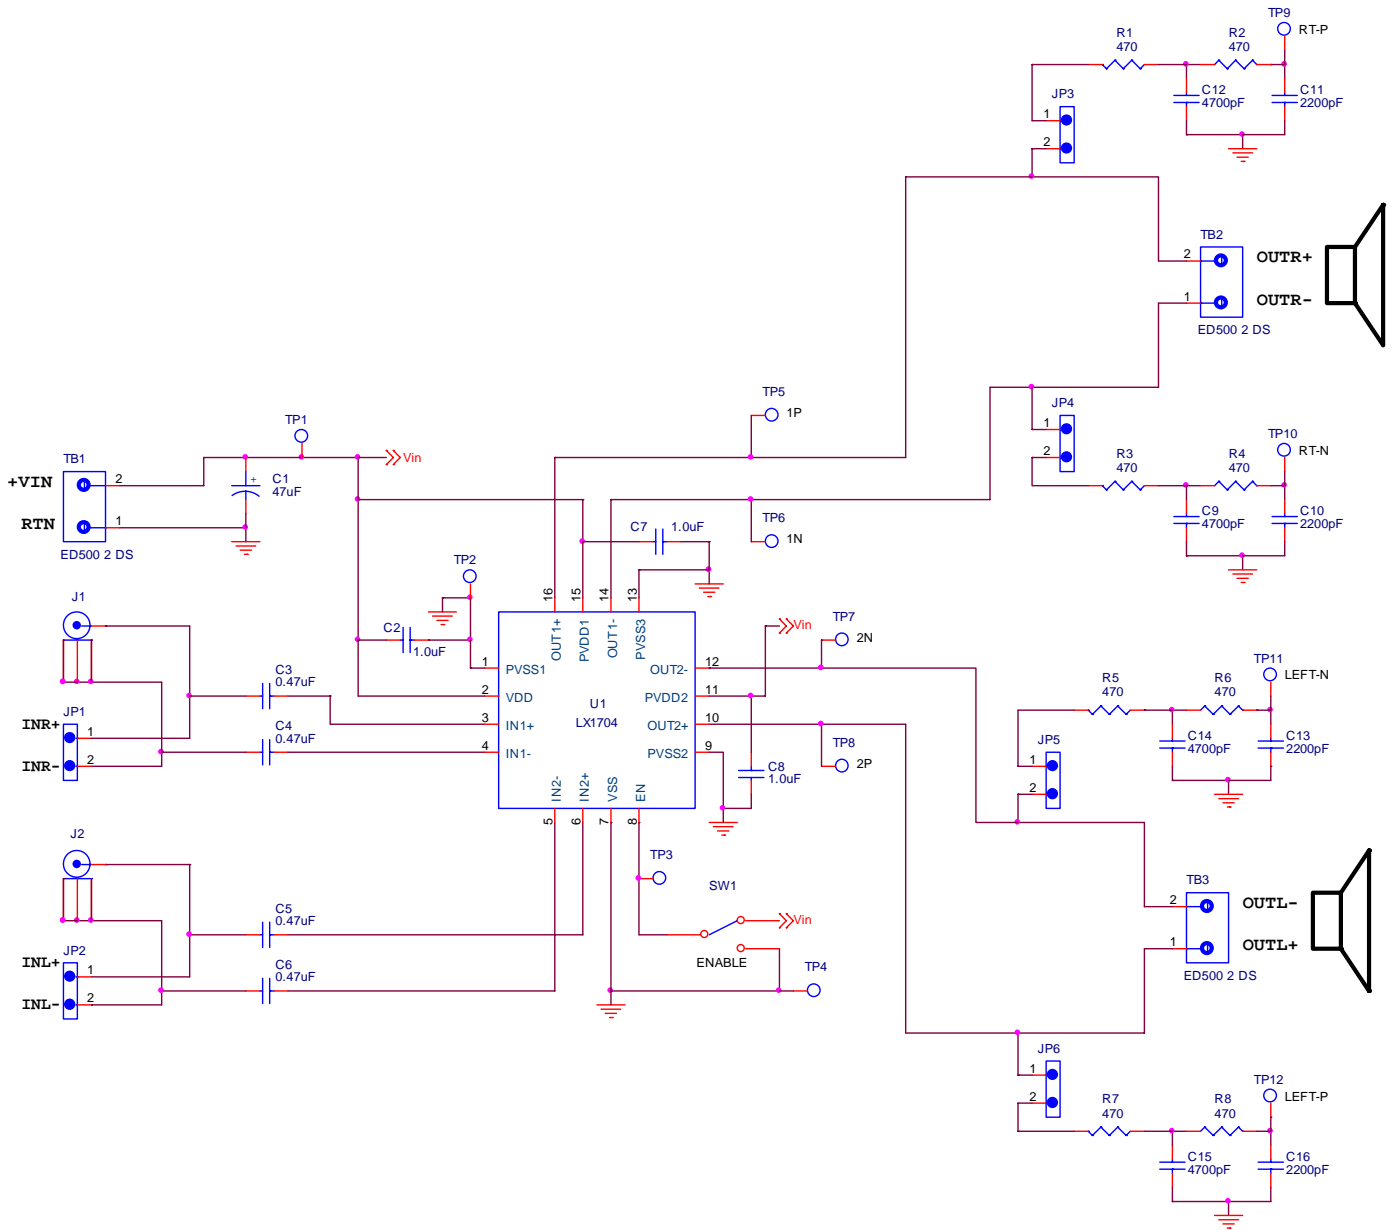 TP9
RT-P
R1
470
R2
470
C12
4700pF
C11
2200pF
JP3
1
2
TB2
2
OUTR+
1
OUTR-
ED500 2 DS
TP5
1P
JP4
1
2
TP10
RT-N
R3
470
R4
470
C9
4700pF
C10
2200pF
TP1
Vin
TB1
+VIN
2
C1
+
47uF
RTN
1
ED500 2 DS
C7
1.0uF
TP6
1N
TP2
J1
C2
1.0uF
16
15
14
13
OUT1+
PVDD1
OUT1-
PVSS3
Vin
TP7
2N
1
PVSS1
2
VDD
3
IN1+
4
IN1-
U1
LX1704
OUT2-
12
PVDD2
11
OUT2+
10
PVSS2
9
C3
0.47uF
C4
0.47uF
JP1
INR+
1
INR-
2
IN2-
IN2+
VSS
EN
5
6
7
8
C8
1.0uF
TP8
2P
TP11
LEFT-N
R5
470
R6
470
C14
4700pF
C13
2200pF
JP5
1
2
J2
TP3
SW1
Vin
ENABLE
TP4
C5
0.47uF
C6
0.47uF
JP2
INL+
1
INL-
2
TB3
2
OUTL-
1
OUTL+
ED500 2 DS
JP6
1
2
TP12
LEFT-P
R7
470
R8
470
C15
4700pF
C16
2200pF